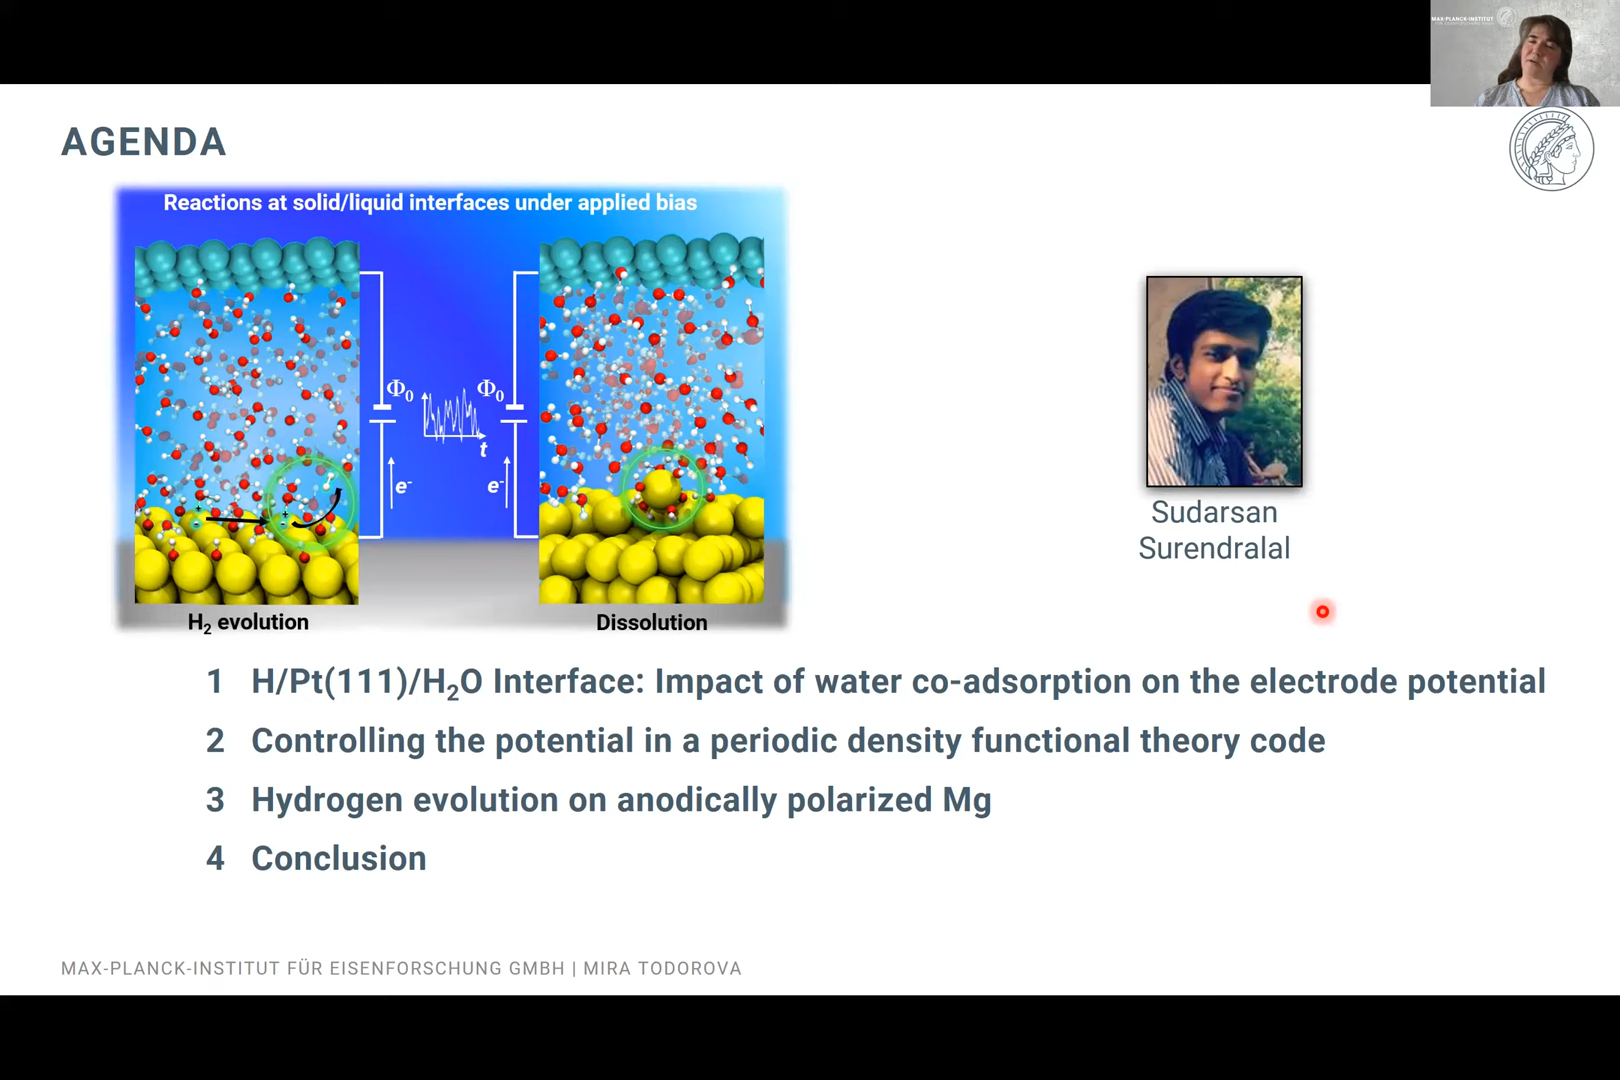 MAX-PLANCK-INSTITUT
AGENDA
Reactions at solid/liquid interfaces under applied bias
Φ0
Φ0
t
e-
e-
+
-
+
-
H2 evolution
Dissolution
Sudarsan
Surendralal
1 H/Pt(111)/H2O Interface: Impact of water co-adsorption on the electrode potential
2 Controlling the potential in a periodic density functional theory code
3 Hydrogen evolution on anodically polarized Mg
4 Conclusion
MAX-PLANCK-INSTITUT FÜR EISENFORSCHUNG GMBH | MIRA TODOROVA